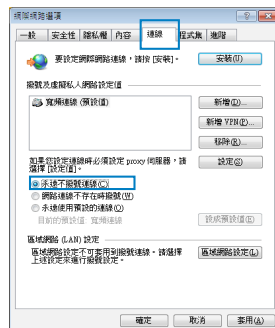 網際網路選項
一般 安全性 隱私權 內容 連線 程式集 進階
要設定網際網路連線，請按 [安裝]。 安裝(U)
撥號及虛擬私人網路設定值
寬頻連線 (預設值) 新增(D)...
新增 VPN(P)...
移除(R)...
如果您設定連線時必須設定 proxy 伺服器，請 設定(S)
選擇 [設定值]。
永遠不撥號連線(C)
網路連線不存在時撥號(W)
永遠使用預設的連線(O)
目前的預設值 寬頻連線 設成預設值(E)
區域網路 (LAN) 設定
區域網路設定不可套用到撥號連線。請選擇 區域網路設定(L)
上述設定來進行撥號設定。
確定 取消 套用(A)